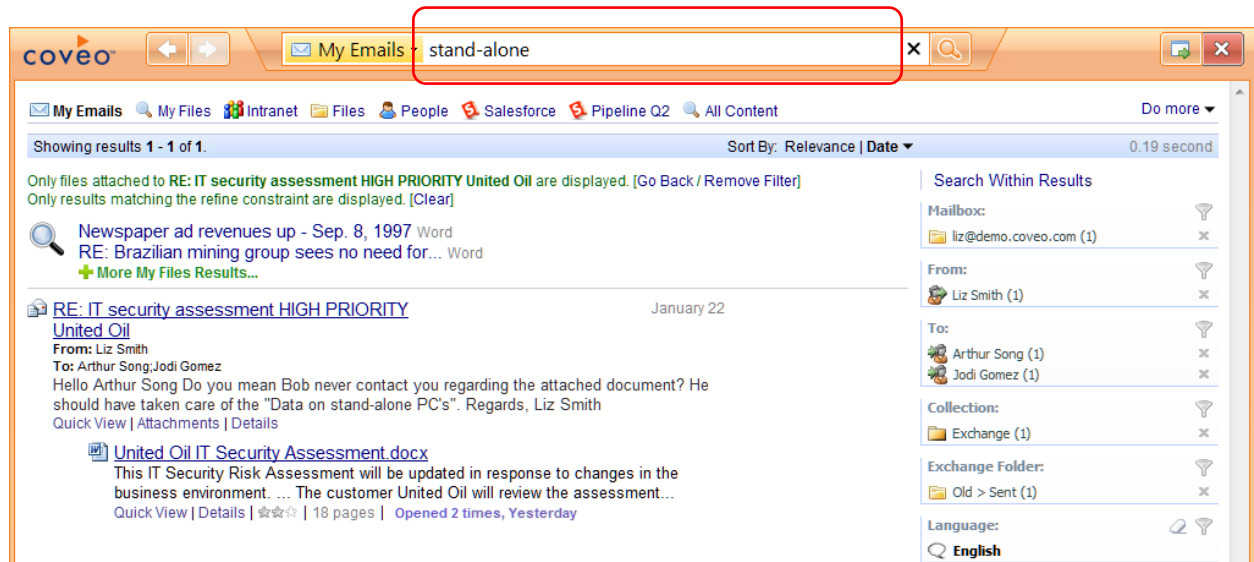 coveo™ My Emails stand-alone
My Emails My Files Intranet Files People Salesforce Pipeline Q2 All Content Do more
Showing results 1 - 1 of 1. Sort By: Relevance | Date 0.19 second
Only files attached to RE: IT security assessment HIGH PRIORITY United Oil are displayed. [Go Back / Remove Filter]
Only results matching the refine constraint are displayed. [Clear]
Newspaper ad revenues up - Sep. 8, 1997 Word
RE: Brazilian mining group sees no need for... Word
More My Files Results...
RE: IT security assessment HIGH PRIORITY January 22
United Oil
From: Liz Smith
To: Arthur Song;Jodi Gomez
Hello Arthur Song Do you mean Bob never contact you regarding the attached document? He
should have taken care of the "Data on stand-alone PC's". Regards, Liz Smith
Quick View | Attachments | Details
United Oil IT Security Assessment.docx
This IT Security Risk Assessment will be updated in response to changes in the
business environment. ... The customer United Oil will review the assessment...
Quick View | Details | 18 pages | Opened 2 times, Yesterday
Search Within Results
Mailbox:
liz@demo.coveo.com (1)
From:
Liz Smith (1)
To:
Arthur Song (1)
Jodi Gomez (1)
Collection:
Exchange (1)
Exchange Folder:
Old > Sent (1)
Language:
English